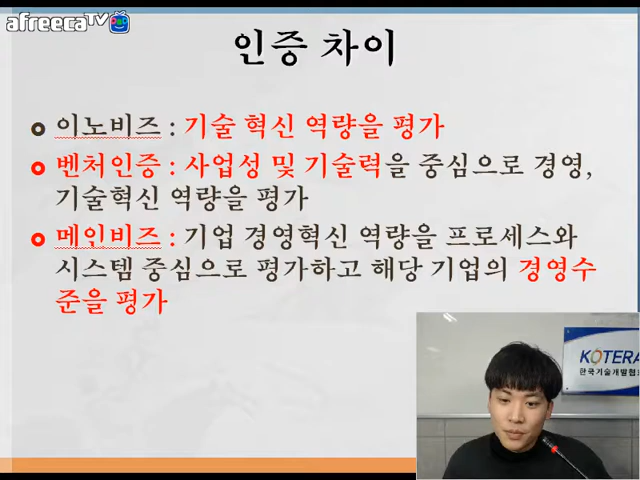 afreecaTV
인증 차이
이노비즈 : 기술 혁신 역량을 평가
벤처인증 : 사업성 및 기술력을 중심으로 경영,
기술혁신 역량을 평가
메인비즈 : 기업 경영혁신 역량을 프로세스와
시스템 중심으로 평가하고 해당 기업의 경영수
준을 평가
KOTERA
한국기술개발협